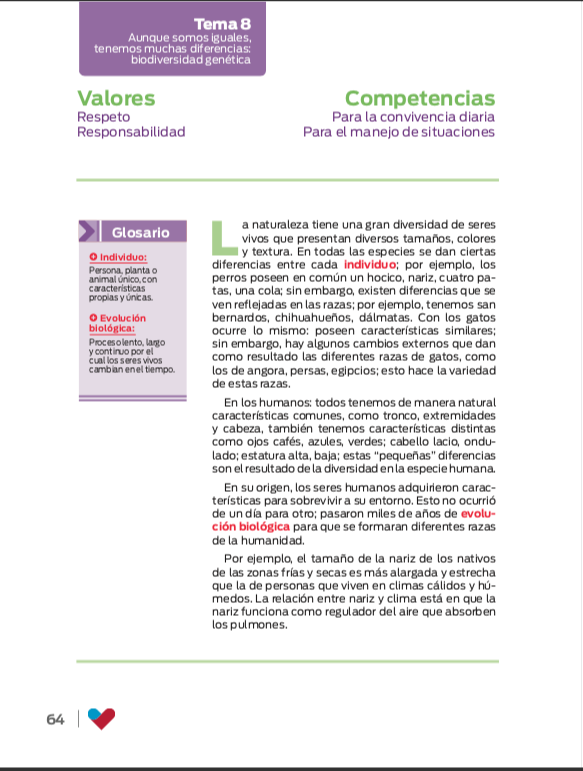 Tema 8
Aunque somos iguales,
tenemos muchas diferencias:
biodiversidad genética
Valores
Respeto
Responsabilidad
Competencias
Para la convivencia diaria
Para el manejo de situaciones
Glosario
Individuo:
Persona, planta o
animal único, con
características
propias y únicas.
Evolución
biológica:
Proceso lento, largo
y continuo por el
cual los seres vivos
cambian en el tiempo.
La naturaleza tiene una gran diversidad de seres
vivos que presentan diversos tamaños, colores
y textura. En todas las especies se dan ciertas
diferencias entre cada individuo; por ejemplo, los
perros poseen en común un hocico, nariz, cuatro pa-
tas, una cola; sin embargo, existen diferencias que se
ven reflejadas en las razas; por ejemplo, tenemos san
bernardos, chihuahueños, dálmatas. Con los gatos
ocurre lo mismo: poseen características similares;
sin embargo, hay algunos cambios externos que dan
como resultado las diferentes razas de gatos, como
los de angora, persas, egipcios; esto hace la variedad
de estas razas.
En los humanos: todos tenemos de manera natural
características comunes, como tronco, extremidades
y cabeza, también tenemos características distintas
como ojos cafés, azules, verdes; cabello lacio, ondu-
lado; estatura alta, baja; estas “pequeñas” diferencias
son el resultado de la diversidad en la especie humana.
En su origen, los seres humanos adquirieron carac-
terísticas para sobrevivir a su entorno. Esto no ocurrió
de un día para otro; pasaron miles de años de evolu-
ción biológica para que se formaran diferentes razas
de la humanidad.
Por ejemplo, el tamaño de la nariz de los nativos
de las zonas frías y secas es más alargada y estrecha
que la de personas que viven en climas cálidos y hú-
medos. La relación entre nariz y clima está en que la
nariz funciona como regulador del aire que absorben
los pulmones.
64